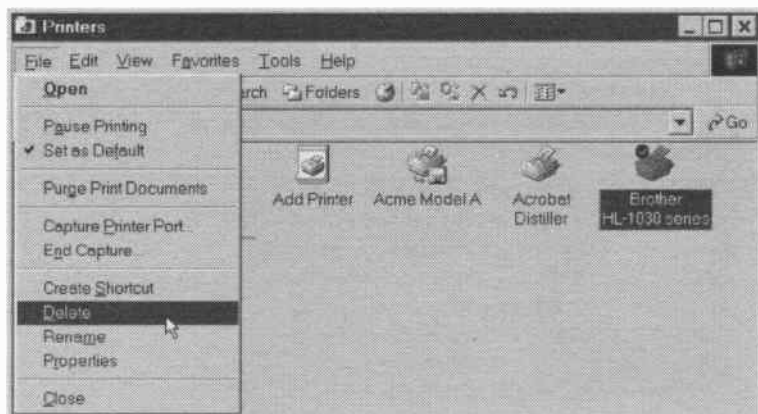 Printers
File Edit View Favorites Tools Help
Open
arch Folders
Pause Printing
Go
Set as Default
Purge Print Documents
Add Printer Acme Model A Acrobat Distiller Brother HL-1030 series
Capture Printer Port...
End Capture...
Create Shortcut
Delete
Rename
Properties
Close